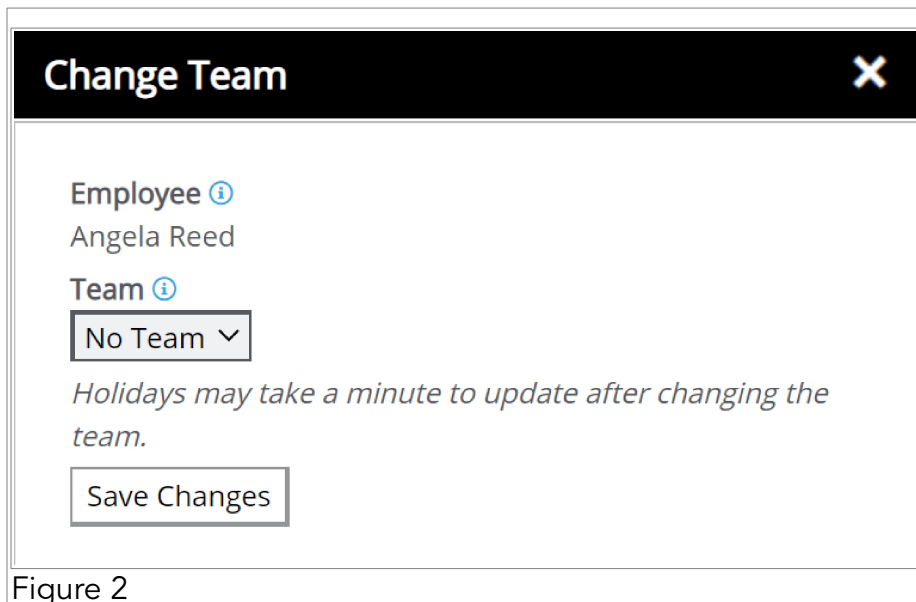 Change Team
Employee
Angela Reed
Team
No Team
Holidays may take a minute to update after changing the
team.
Save Changes
Figure 2